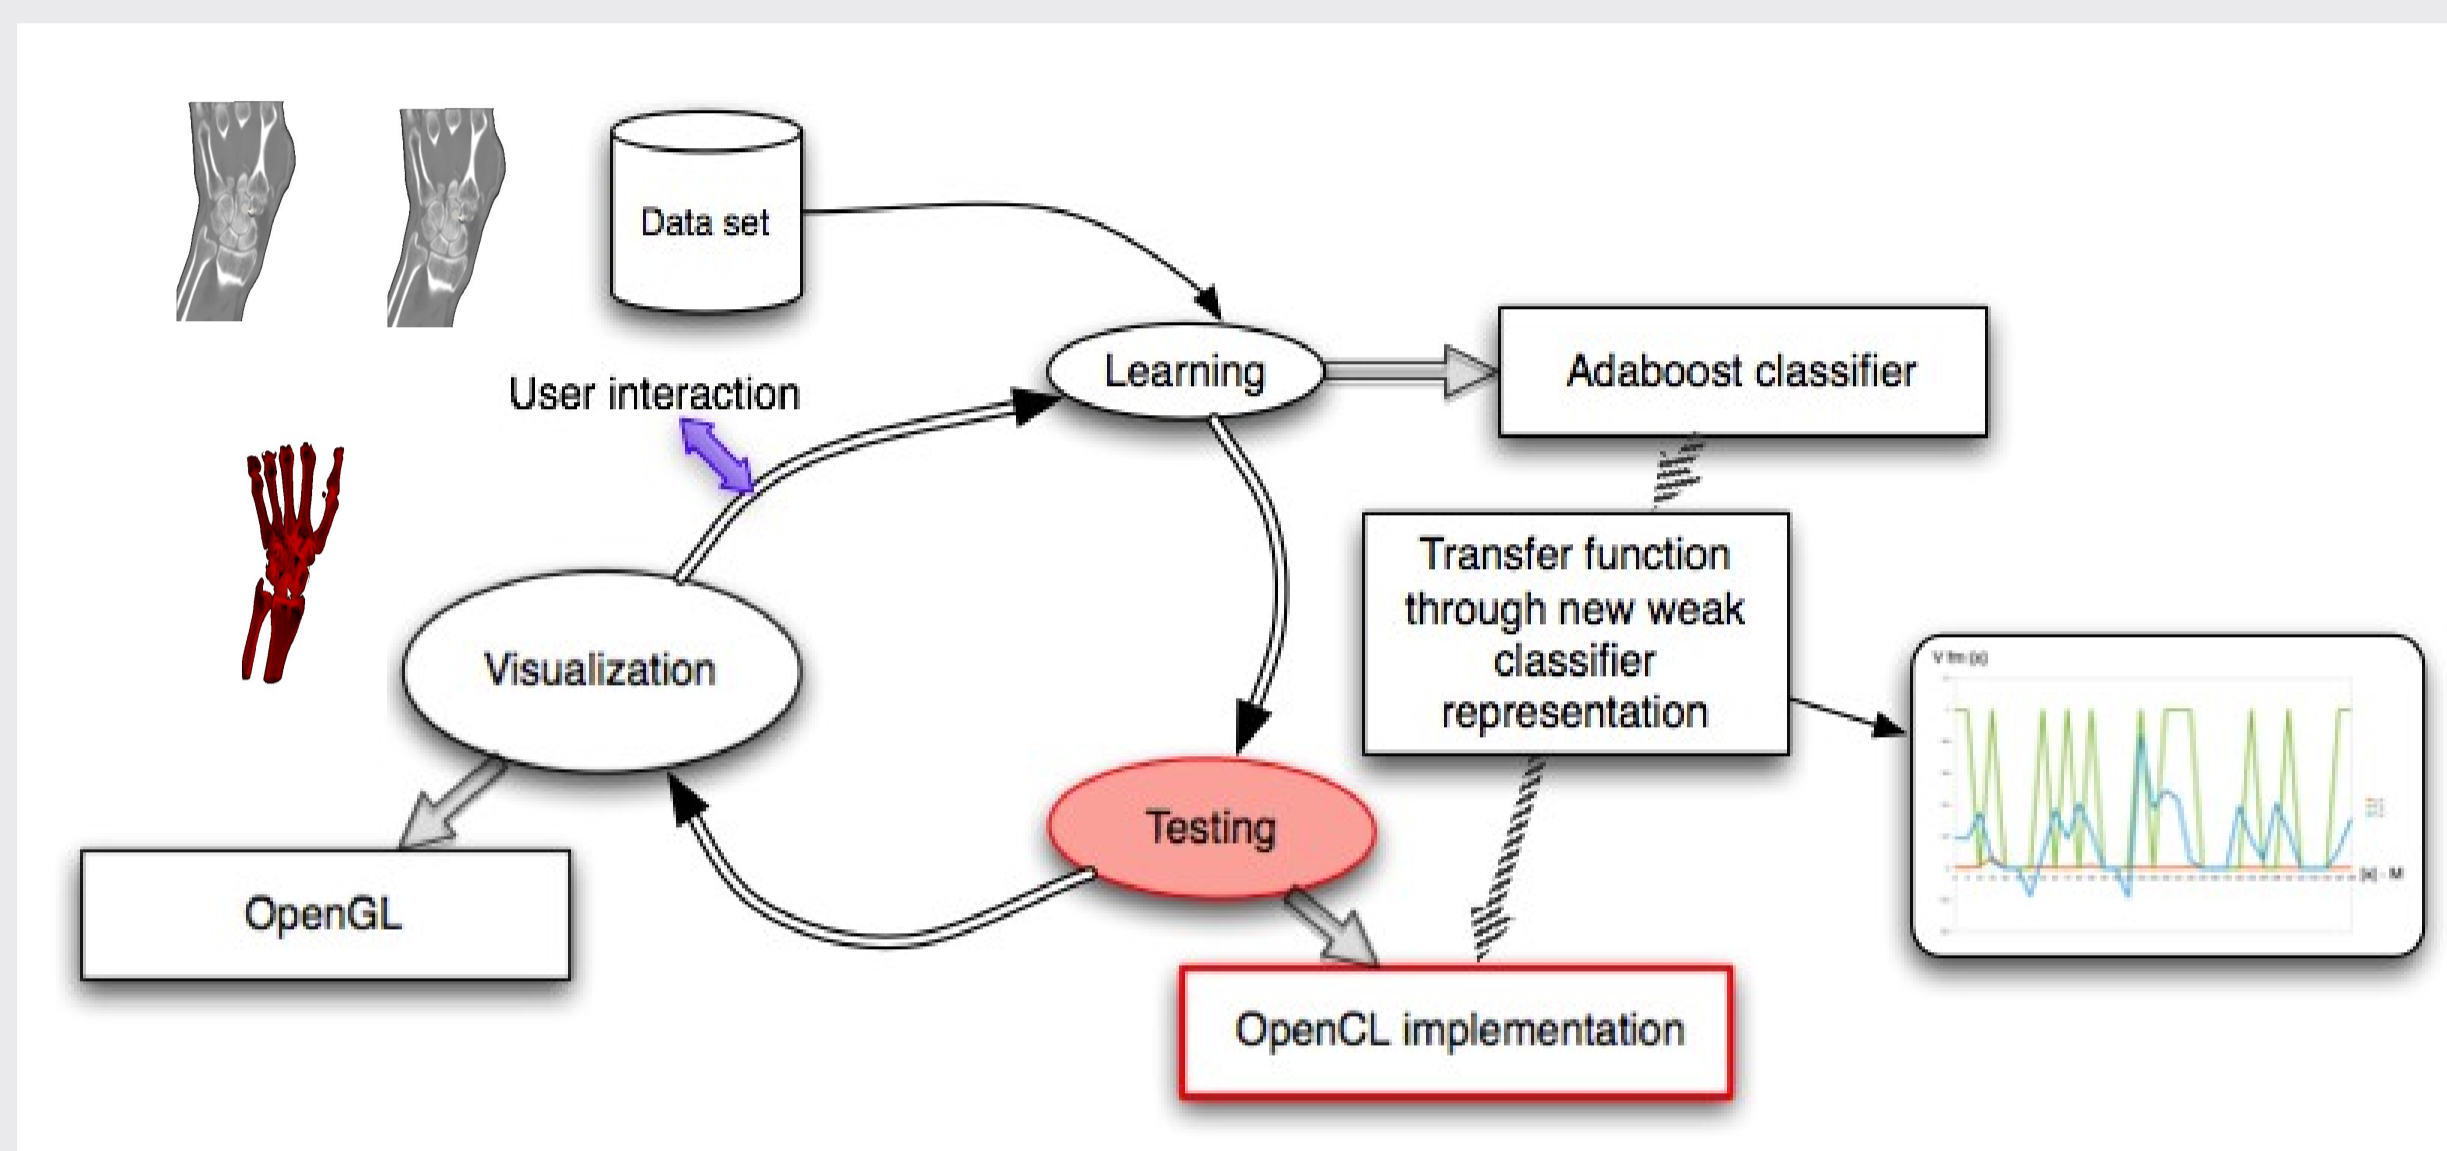 Data set
User interaction
Learning
Adaboost classifier
Transfer function
through new weak
classifier
representation
Visualization
Testing
OpenGL
OpenCL implementation